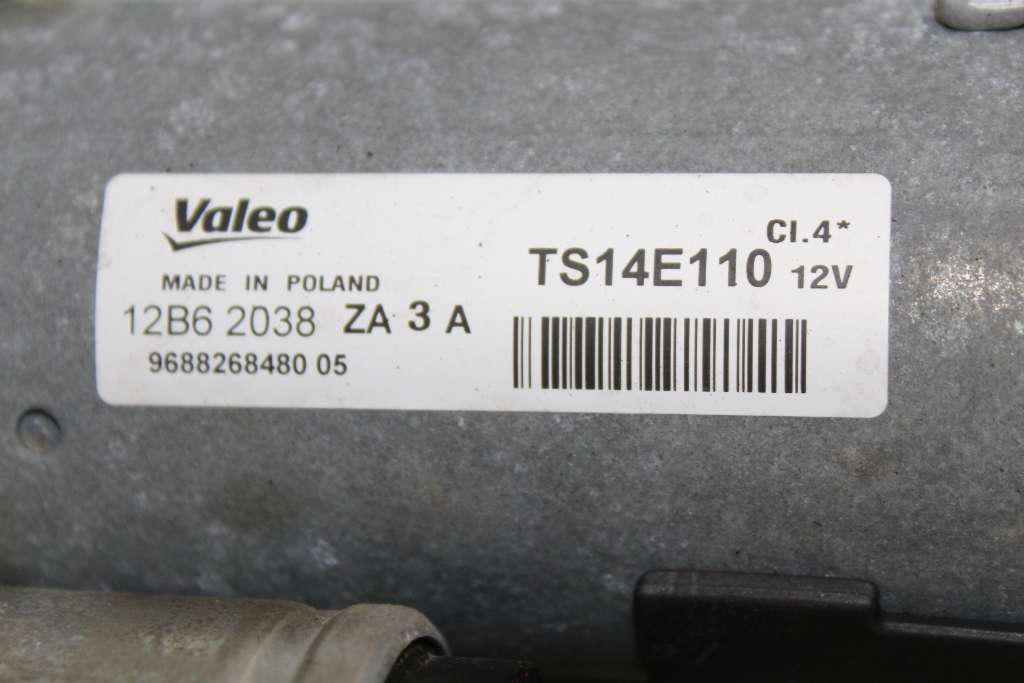 Valeo
MADE IN POLAND
12B6 2038 ZA 3 A
9688268480 05
Cl.4*
TS14E110 12V